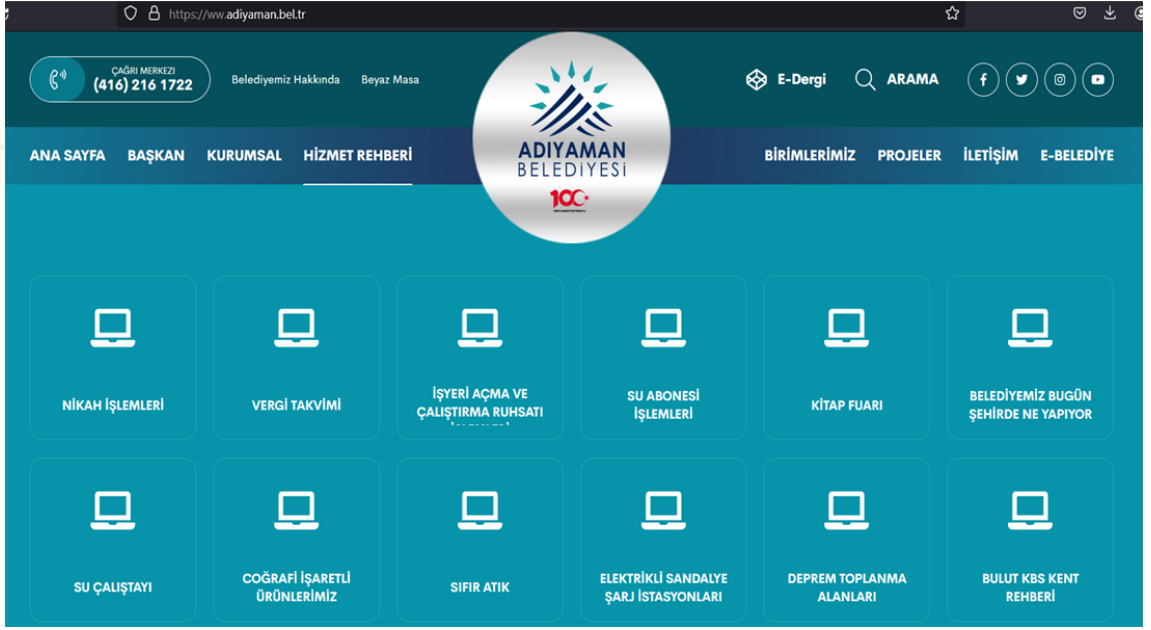 https://ww.adiyaman.bel.tr
ÇAĞRI MERKEZI
(416) 216 1722
Belediyemiz Hakkında
Beyaz Masa
E-Dergi
ARAMA
ANA SAYFA
BAŞKAN
KURUMSAL
HİZMET REHBERİ
ADIYAMAN
BELEDİYESİ
100
BİRİMLERİMİZ
PROJELER
İLETİŞİM
E-BELEDİYE
NİKAH İŞLEMLERİ
VERGİ TAKVİMİ
İŞYERİ AÇMA VE
ÇALIŞTIRMA RUHSATI
SU ABONESİ
İŞLEMLERİ
KİTAP FUARI
BELEDİYEMİZ BUGÜN
ŞEHİRDE NE YAPIYOR
SU ÇALIŞTAYI
COĞRAFİ İŞARETLİ
ÜRÜNLERİMİZ
SIFIR ATIK
ELEKTRİKLİ SANDALYE
ŞARJ İSTASYONLARI
DEPREM TOPLANMA
ALANLARI
BULUT KBS KENT
REHBERİ